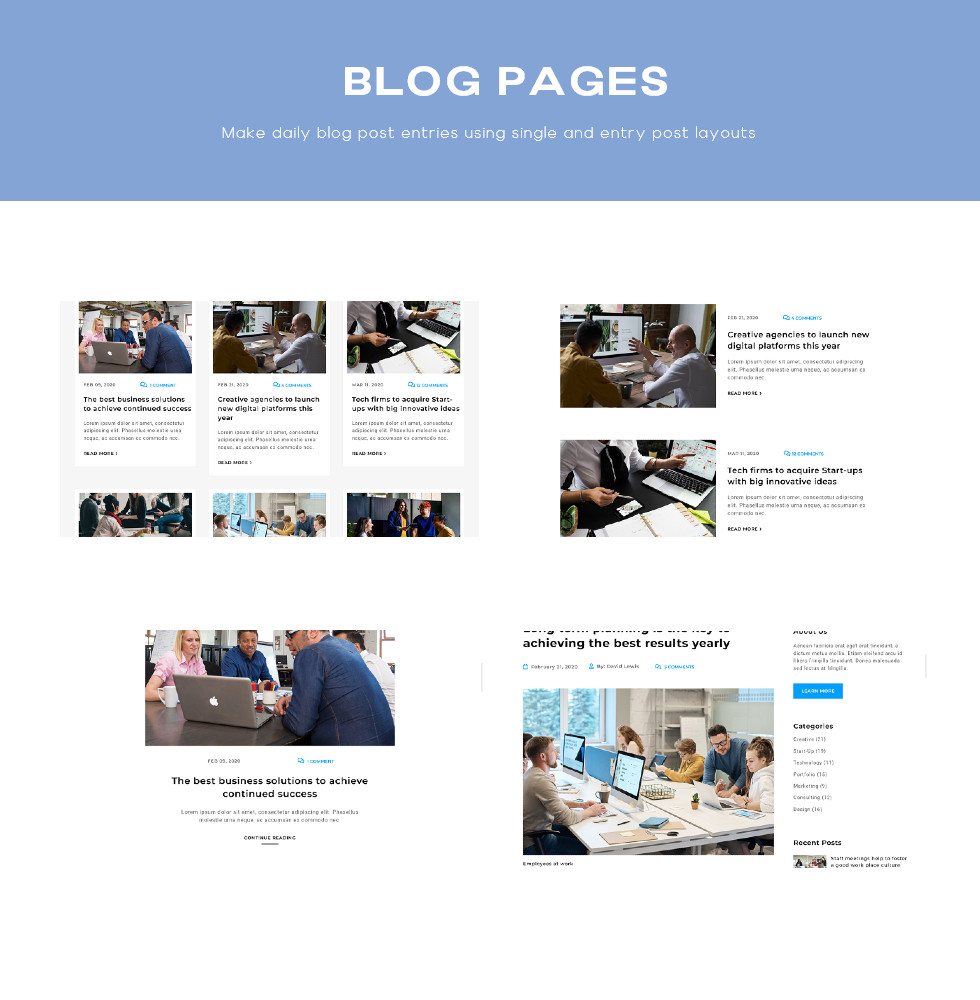 BLOG PAGES
Make daily blog post entries using single and entry post layouts
FEB 09, 2020 1 COMMENT
The best business solutions
to achieve continued success
Lorem ipsum dolor sit amet, consectetur
adipiscing elit. Phasellus molestie urna
neque, ac accumsan ex commodo nec.
READ MORE ›
FEB 21, 2020 4 COMMENTS
Creative agencies to launch
new digital platforms this
year
Lorem ipsum dolor sit amet, consectetur
adipiscing elit. Phasellus molestie urna
neque, ac accumsan ex commodo nec.
READ MORE ›
MAR 11, 2020 12 COMMENTS
Tech firms to acquire Start-
ups with big innovative ideas
Lorem ipsum dolor sit amet, consectetur
adipiscing elit. Phasellus molestie urna
neque, ac accumsan ex commodo nec.
READ MORE ›
FEB 21, 2020 4 COMMENTS
Creative agencies to launch new
digital platforms this year
Lorem ipsum dolor sit amet, consectetur adipiscing
elit. Phasellus molestie urna neque, ac accumsan ex
commodo nec.
READ MORE ›
MAR 11, 2020 12 COMMENTS
Tech firms to acquire Start-ups
with big innovative ideas
Lorem ipsum dolor sit amet, consectetur adipiscing
elit. Phasellus molestie urna neque, ac accumsan ex
commodo nec.
READ MORE ›
FEB 09, 2020 1 COMMENT
The best business solutions to achieve
continued success
Lorem ipsum dolor sit amet, consectetur adipiscing elit. Phasellus
molestie urna neque, ac accumsan ex commodo nec.
CONTINUE READING
Long-term planning is the key to
achieving the best results yearly
February 21, 2020 By: David Lewis COMMENTS
Employees at work
About Us
Aenean lacinia erat eget erat tincidunt, a
dictum metus mollis. Etiam eleifend arcu id
libero fringilla tincidunt. Donec malesuada
sed lectus at fringilla.
LEARN MORE
Categories
Creative (21)
Start-Up (19)
Technology (11)
Portfolio (15)
Marketing (9)
Consulting (12)
Design (16)
Recent Posts
Staff meetings help to foster
a good work place culture